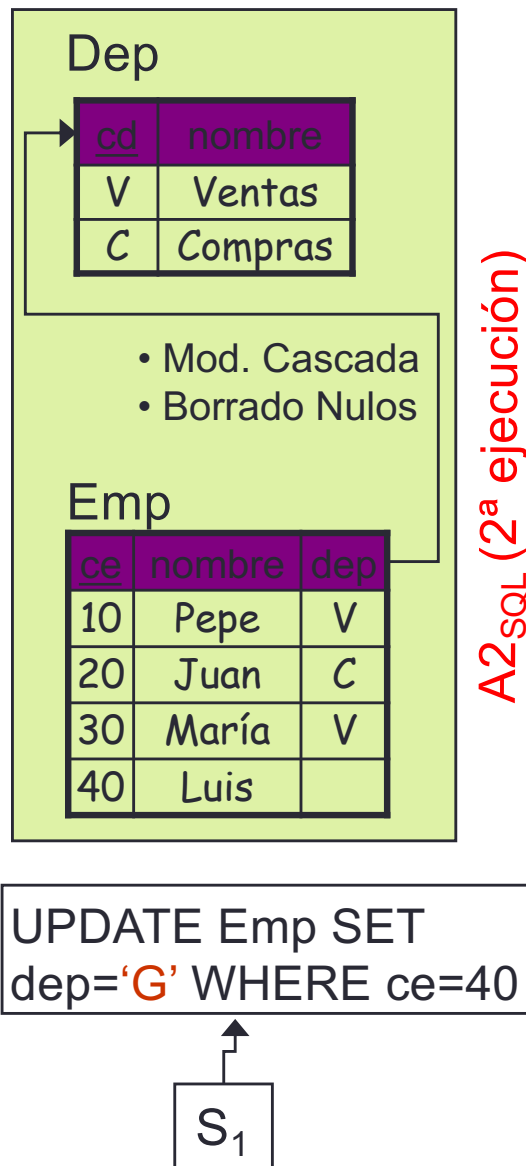 Dep
cd nombre
V Ventas
C Compras
• Mod. Cascada
• Borrado Nulos
Emp
ce nombre dep
10 Pepe V
20 Juan C
30 María V
40 Luis
A2SQL (2ª ejecución)
UPDATE Emp SET
dep=‘G’ WHERE ce=40
S1